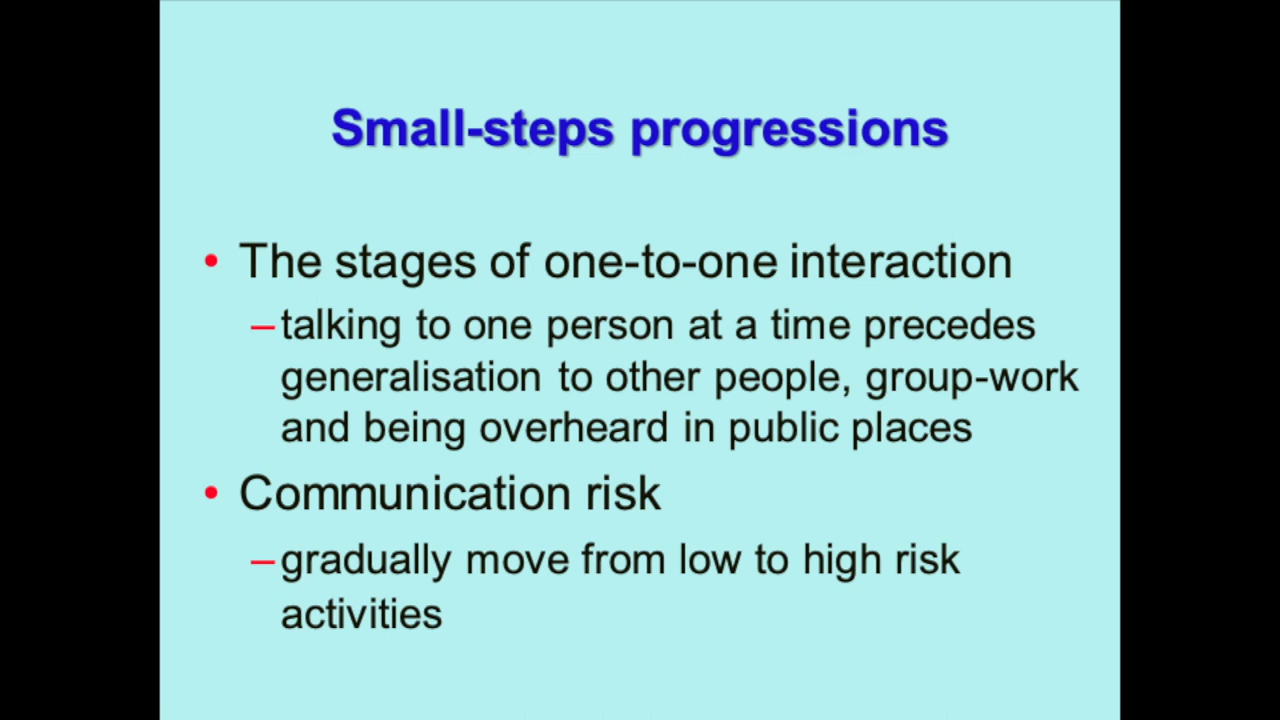 Small-steps progressions
• The stages of one-to-one interaction
– talking to one person at a time precedes
generalisation to other people, group-work
and being overheard in public places
• Communication risk
– gradually move from low to high risk
activities